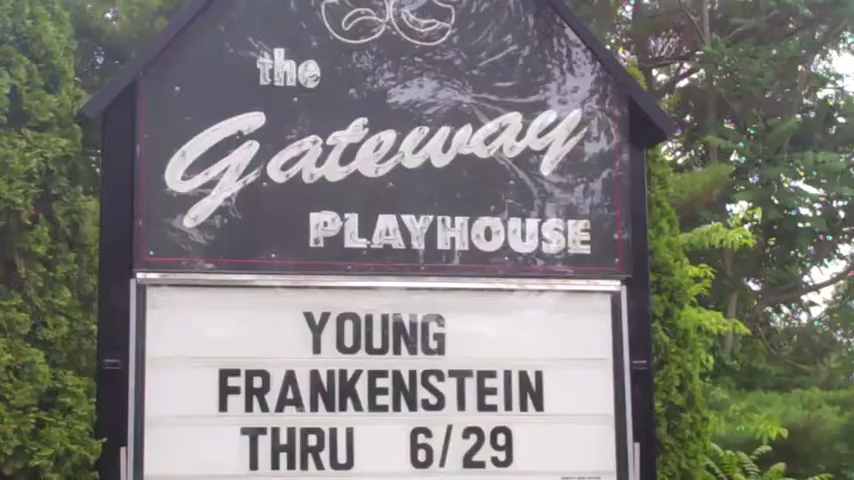 the
Gateway
PLAYHOUSE
YOUNG
FRANKENSTEIN
THRU 6/29